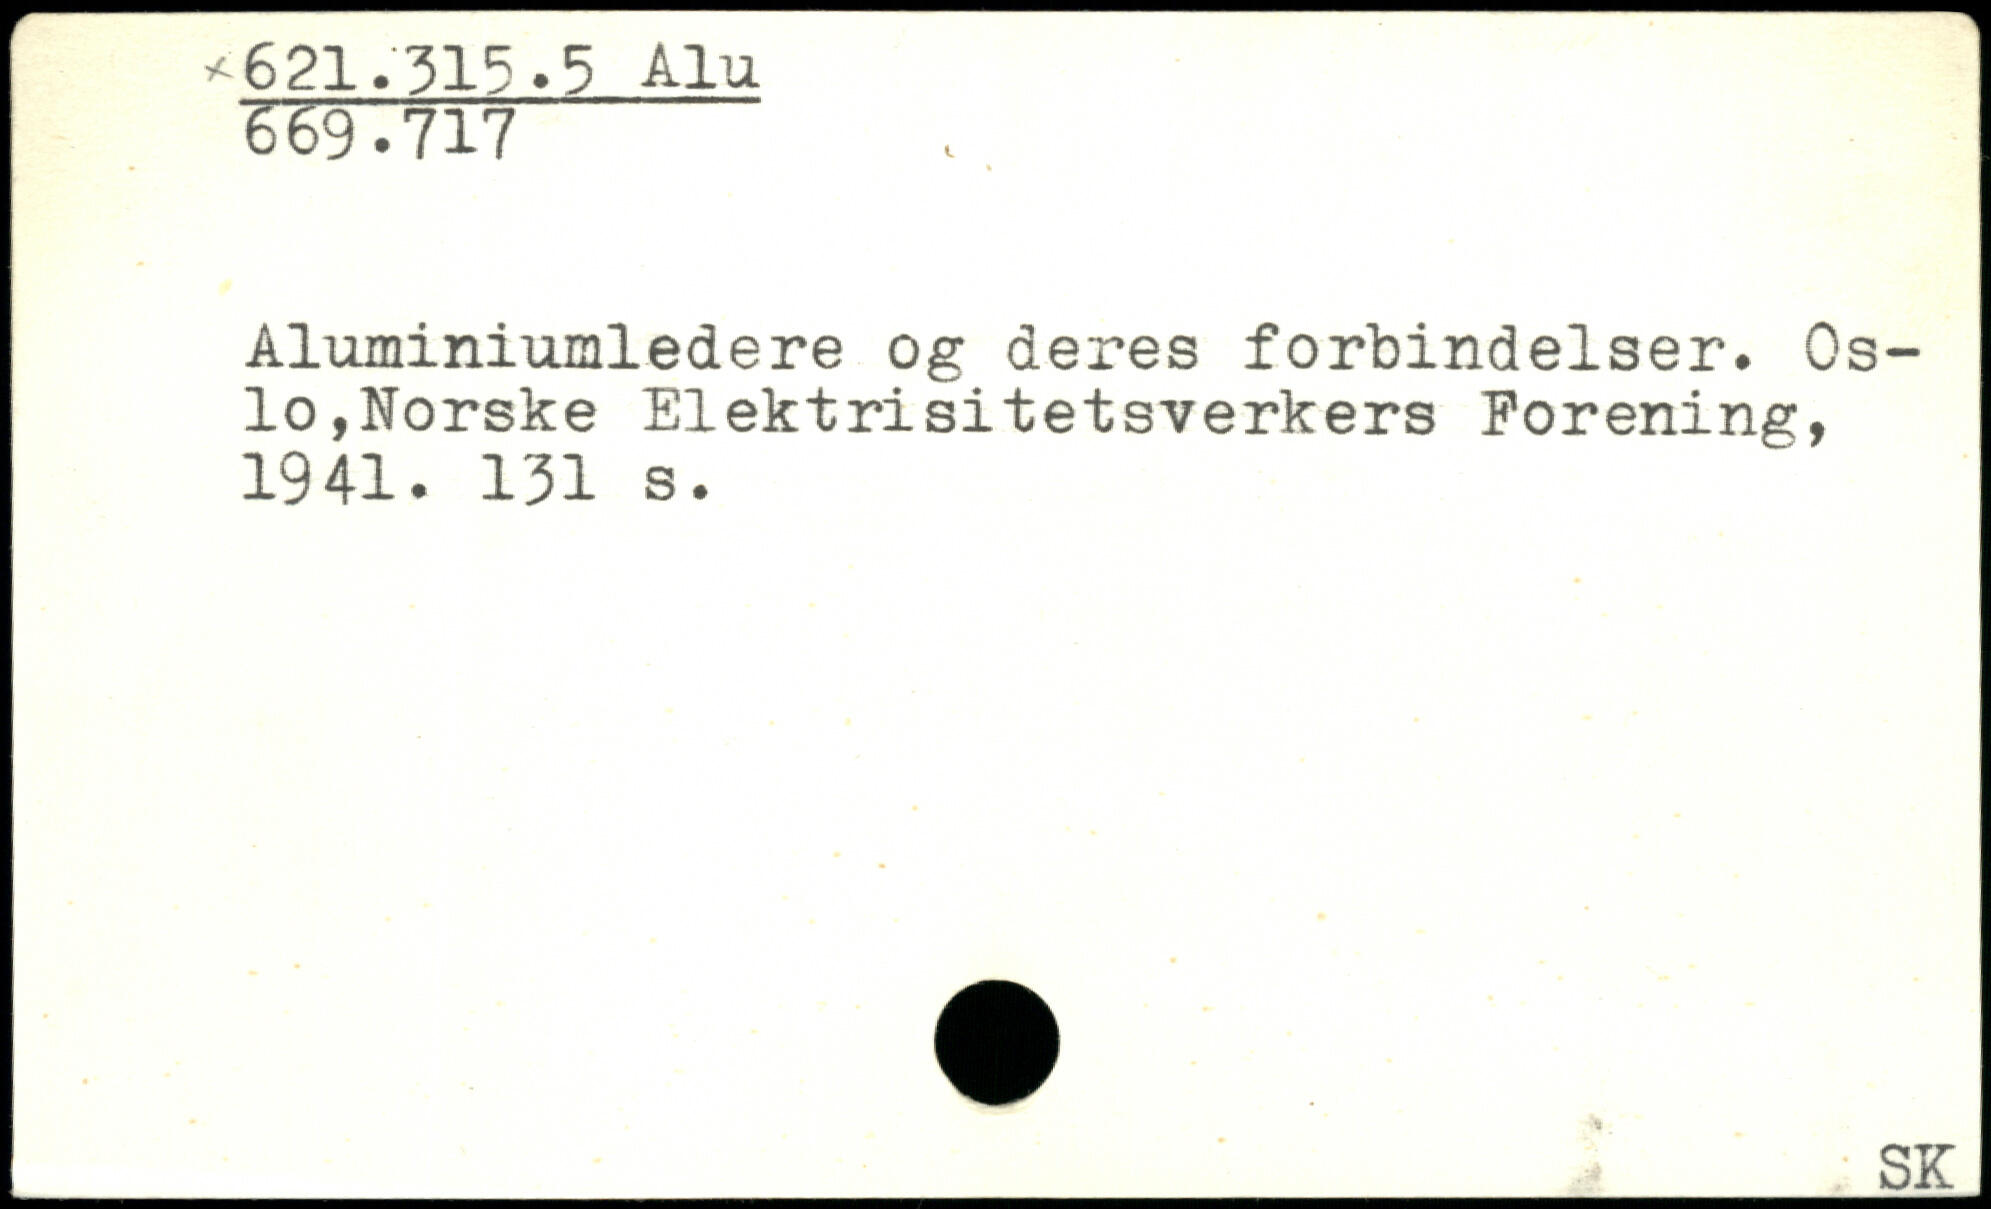 ×621.315.5 Alu
669.717
Aluminiumledere og deres forbindelser. Os-
lo,Norske Elektrisitetsverkers Forening,
1941. 131 s.
SK